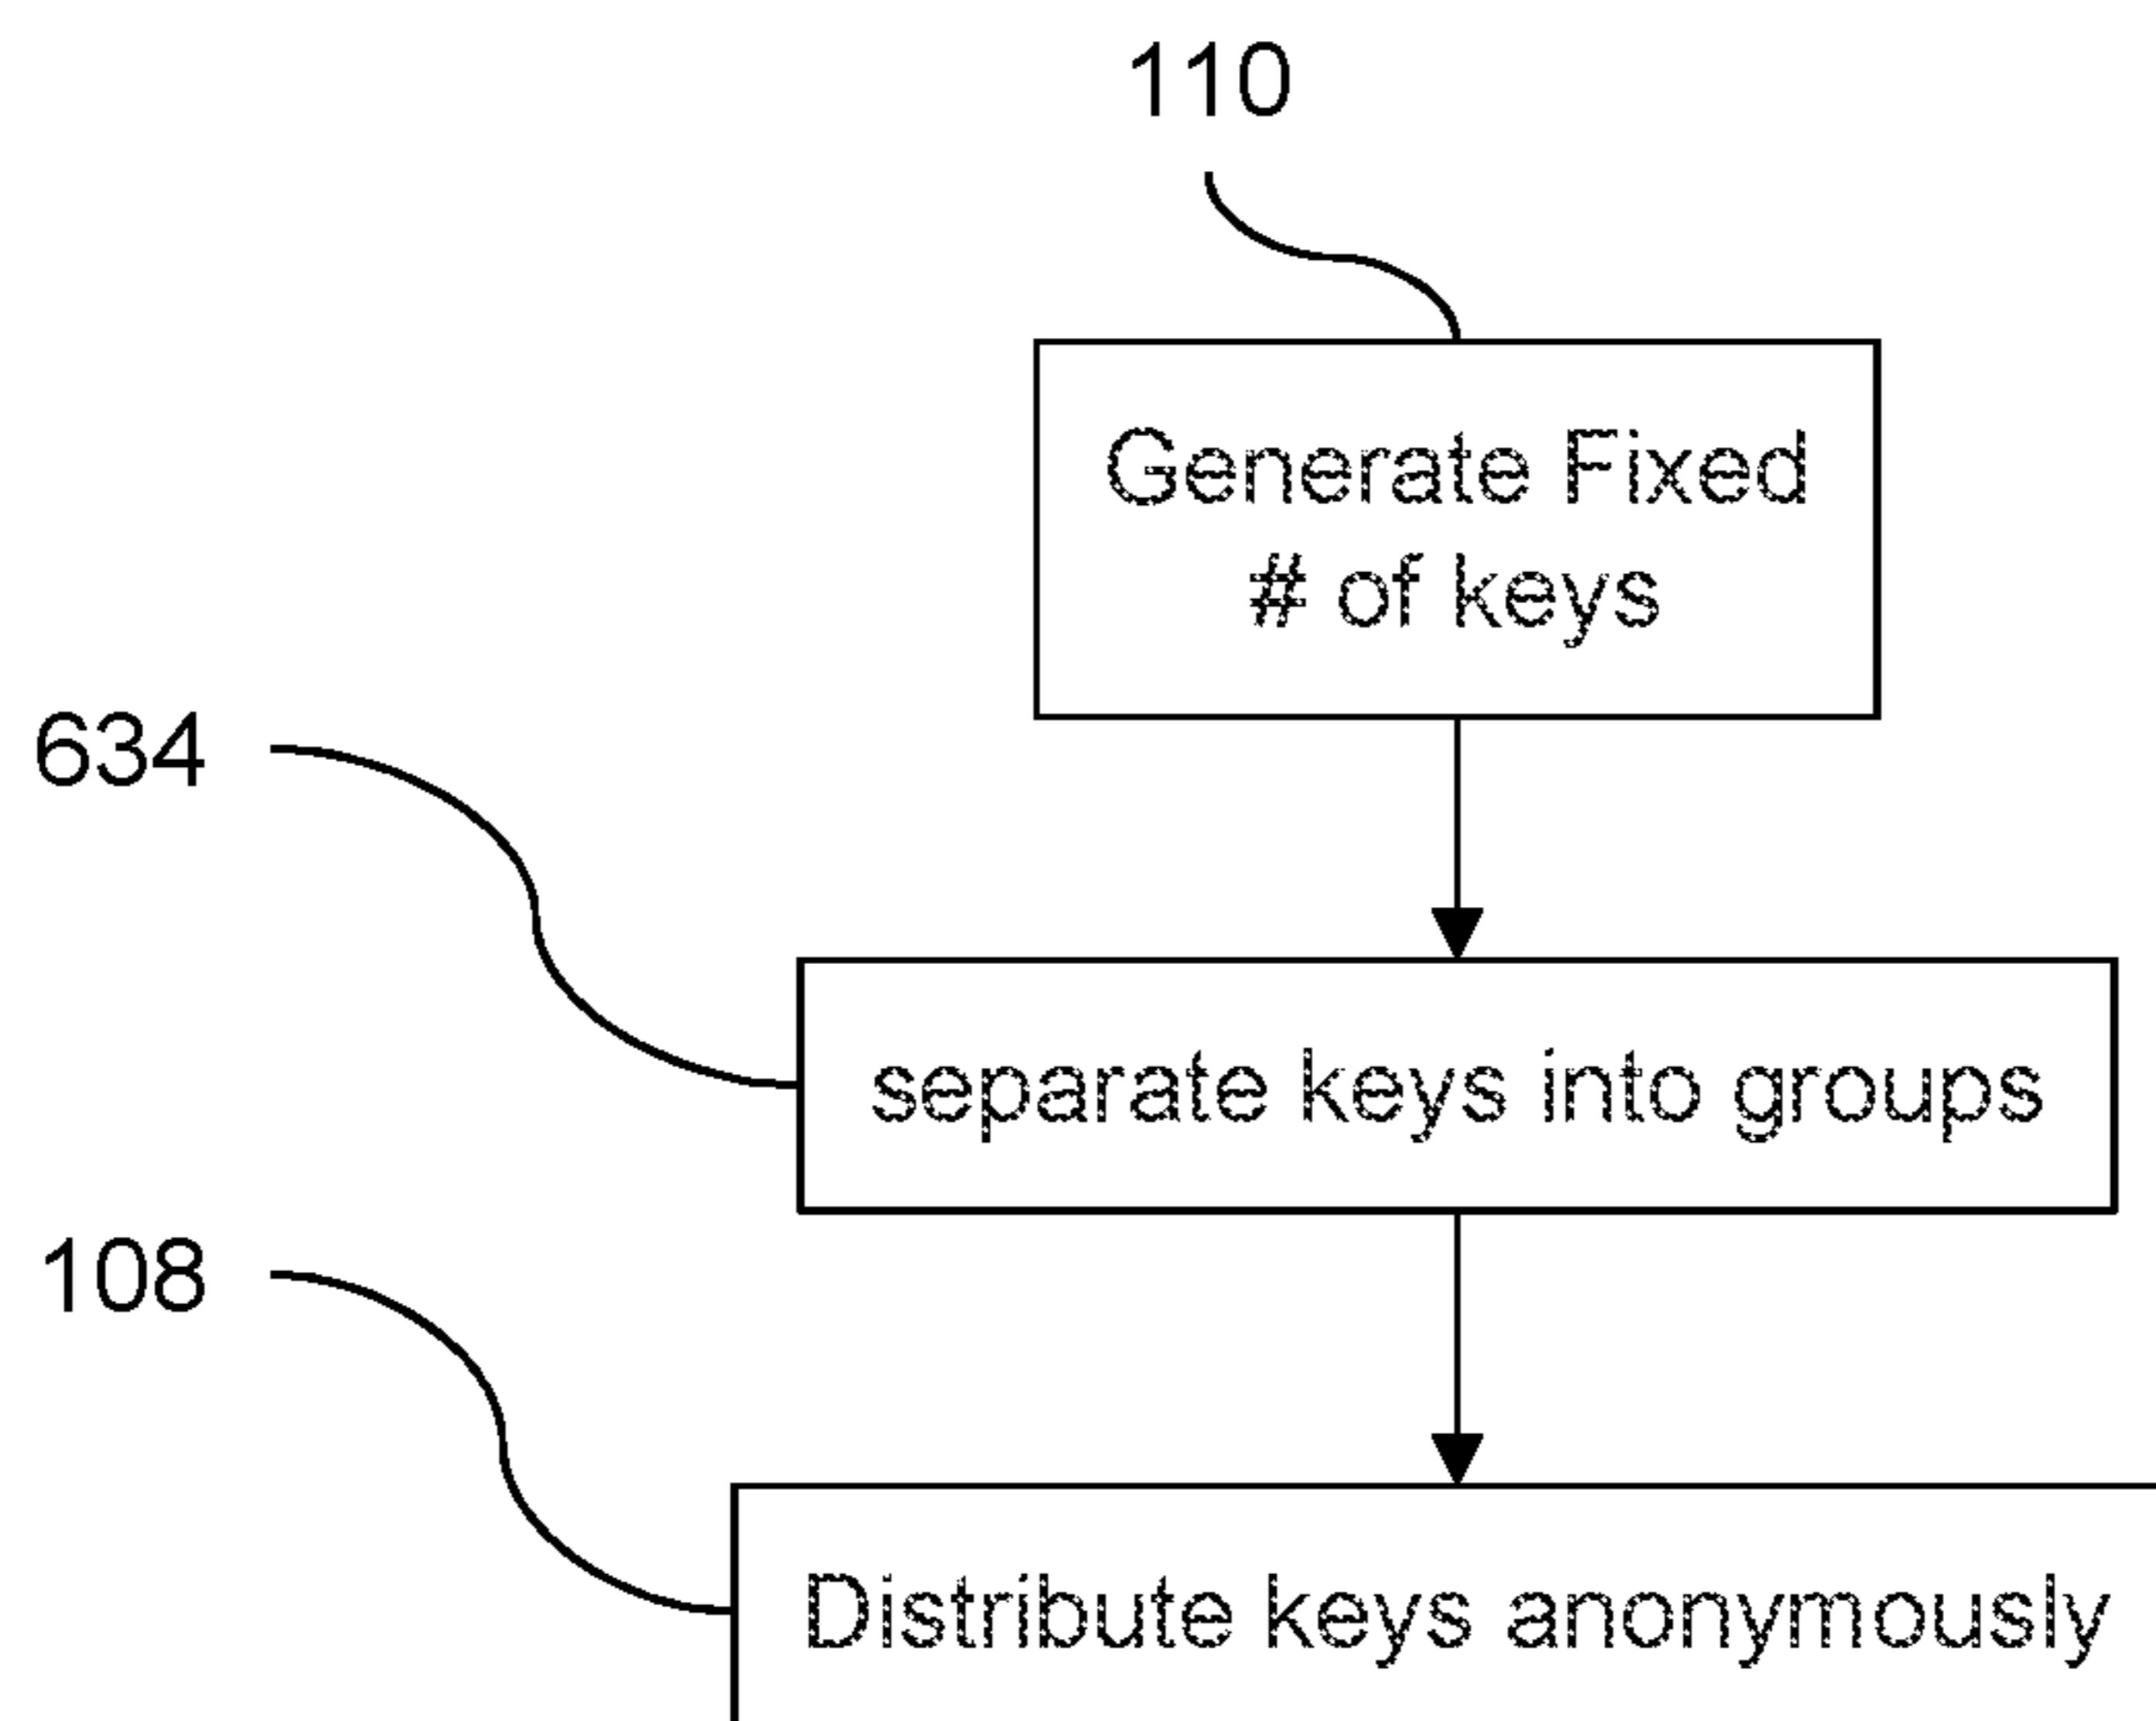 110
Generate Fixed
# of keys
634
separate keys into groups
108
Distribute keys anonymously